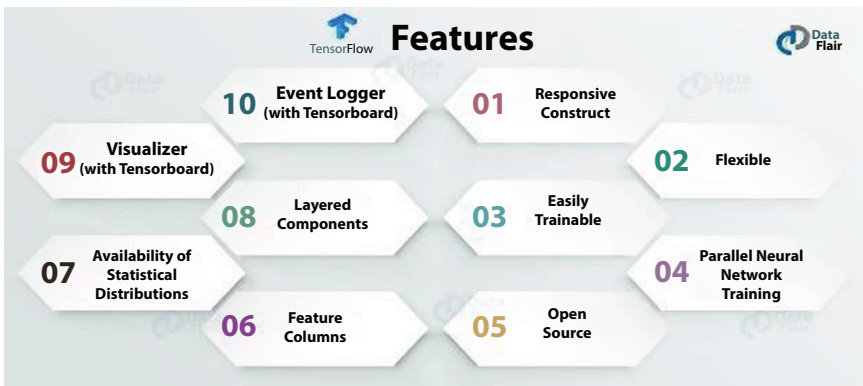 TensorFlow
Features
Data
Flair
10
Event Logger
(with Tensorboard)
01
Responsive
Construct
09
Visualizer
(with Tensorboard)
02
Flexible
08
Layered
Components
03
Easily
Trainable
07
Availability of
Statistical
Distributions
04
Parallel Neural
Network
Training
06
Feature
Columns
05
Open
Source